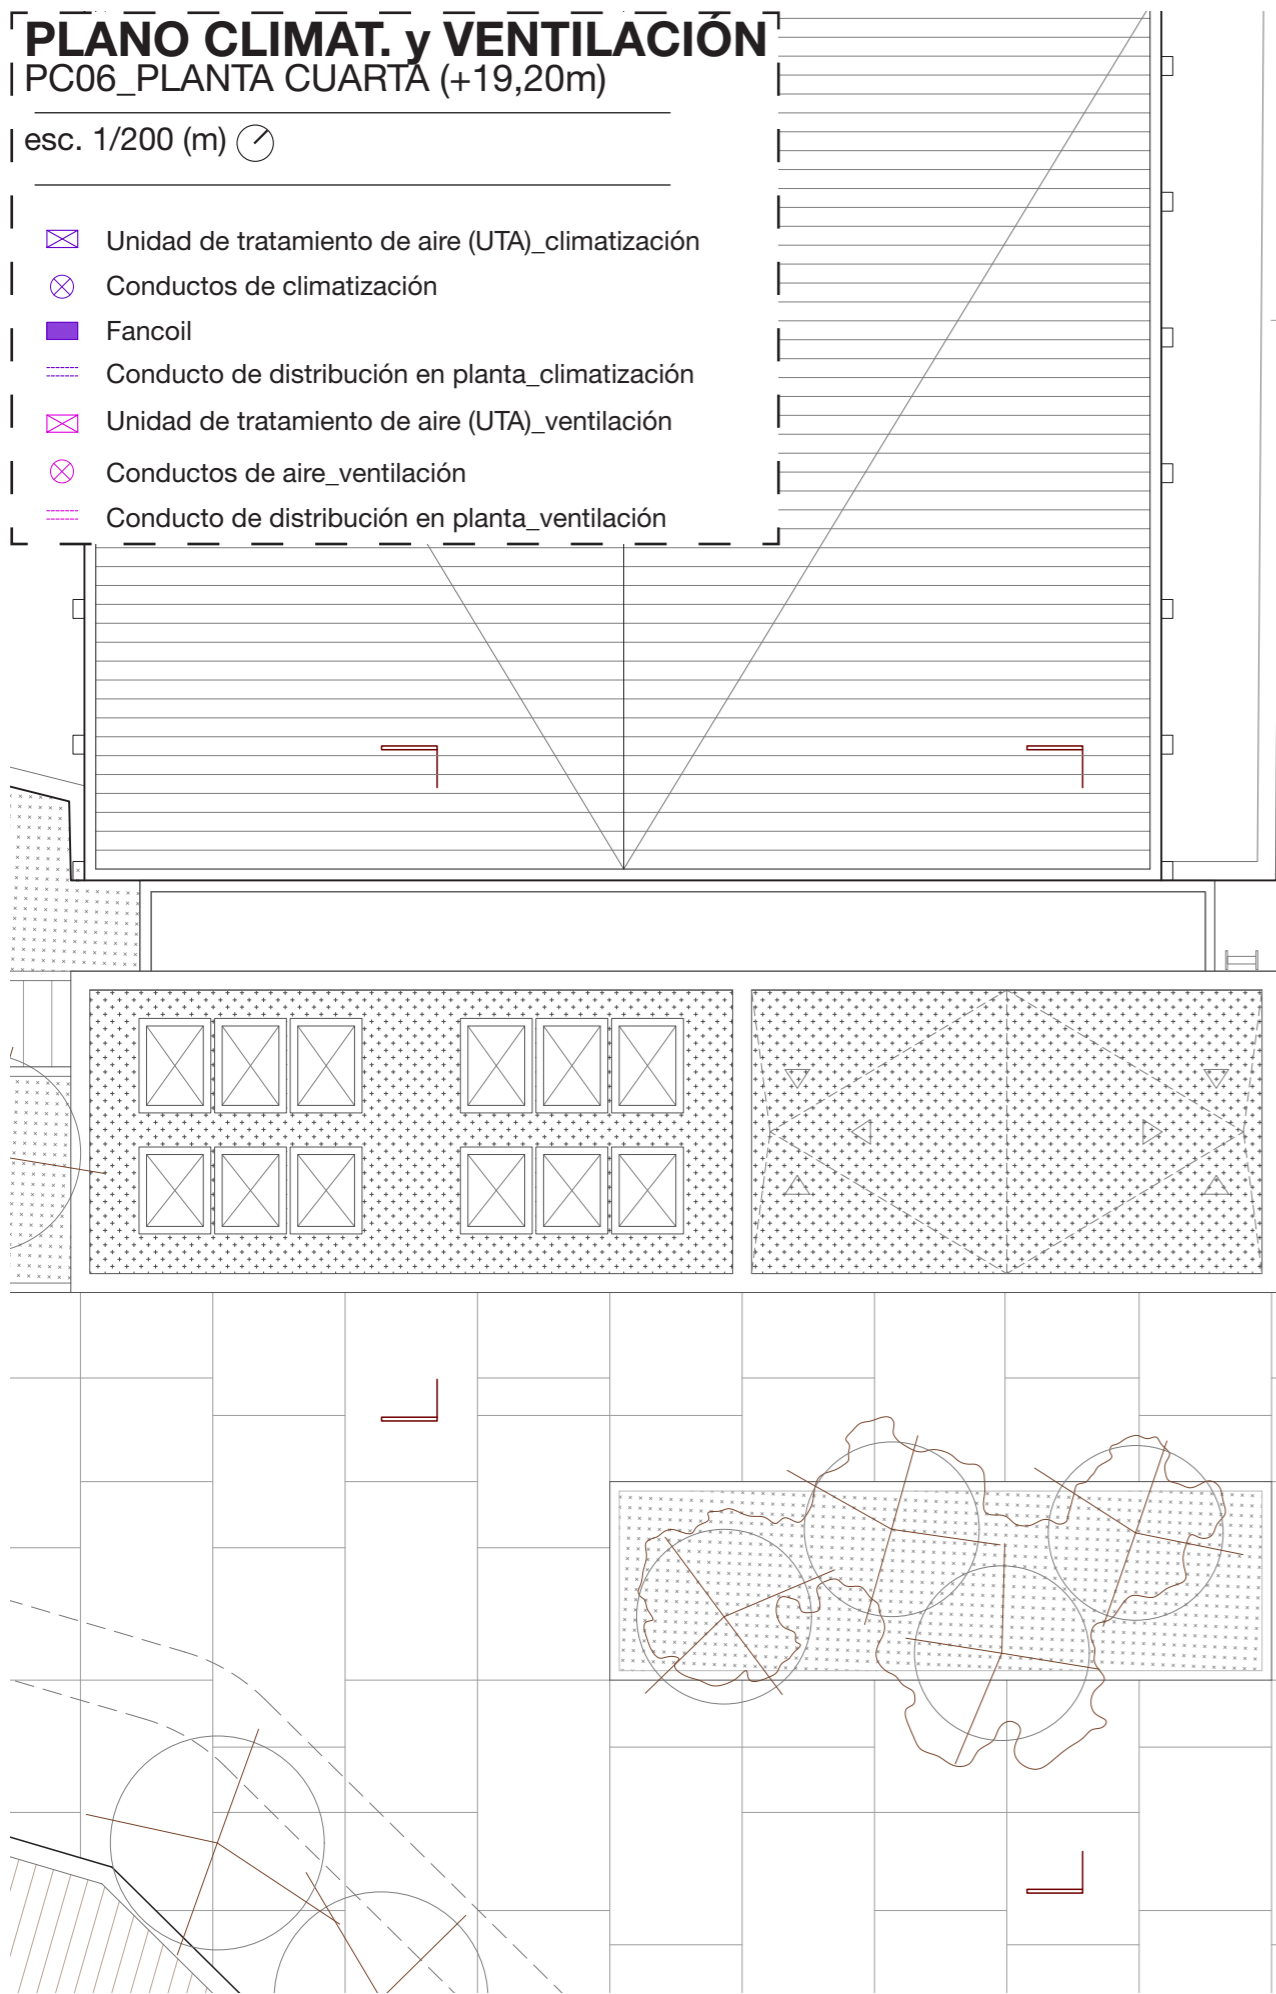 PLANO CLIMAT. y VENTILACIÓN
PC06_PLANTA CUARTA (+19,20m)
esc. 1/200 (m)
Unidad de tratamiento de aire (UTA)_climatización
Conductos de climatización
Fancoil
Conducto de distribución en planta_climatización
Unidad de tratamiento de aire (UTA)_ventilación
Conductos de aire_ventilación
Conducto de distribución en planta_ventilación